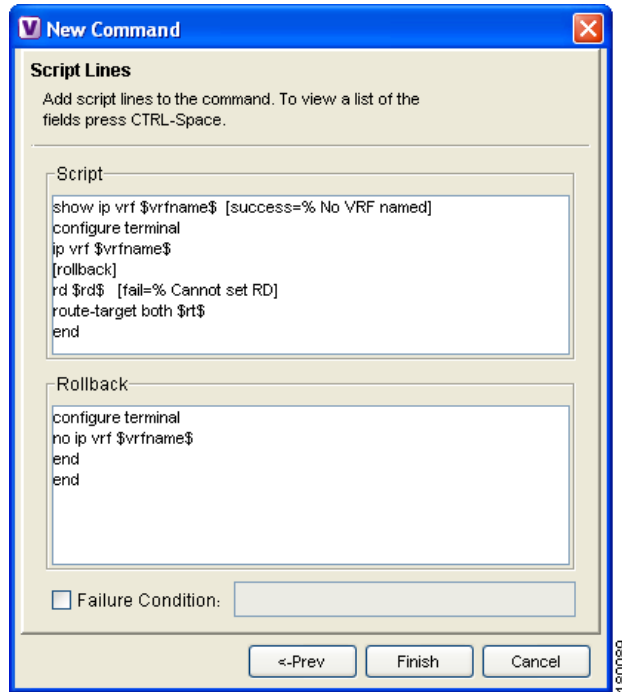 New Command
Script Lines
Add script lines to the command. To view a list of the
fields press CTRL-Space.
Script
show ip vrf $vrfname$  [success=% No VRF named]
configure terminal
ip vrf $vrfname$
[rollback]
rd $rd$   [fail=% Cannot set RD]
route-target both $rt$
end
Rollback
configure terminal
no ip vrf $vrfname$
end
end
Failure Condition:
<-Prev
Finish
Cancel
180089